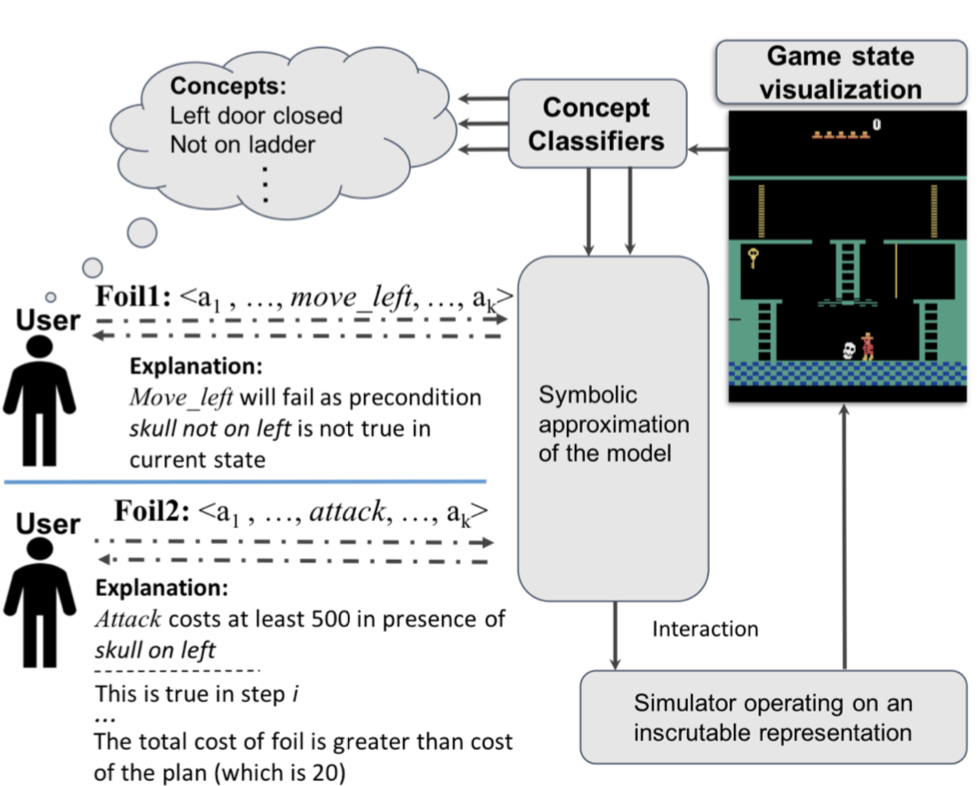 Concepts:
Left door closed
Not on ladder
Concept
Classifiers
Game state
visualization
0
Foil1: <a1 , …, move_left, …, ak>
User
Explanation:
Move_left will fail as precondition
skull not on left is not true in
current state
Symbolic
approximation
of the model
Foil2: <a1 , …, attack, …, ak>
User
Explanation:
Attack costs at least 500 in presence of
skull on left
This is true in step i
…
The total cost of foil is greater than cost
of the plan (which is 20)
Interaction
Simulator operating on an
inscrutable representation